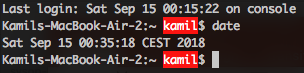 Last login: Sat Sep 15 00:15:22 on console
Kamils-MacBook-Air-2:~ kamil$ date
Sat Sep 15 00:35:18 CEST 2018
Kamils-MacBook-Air-2:~ kamil$